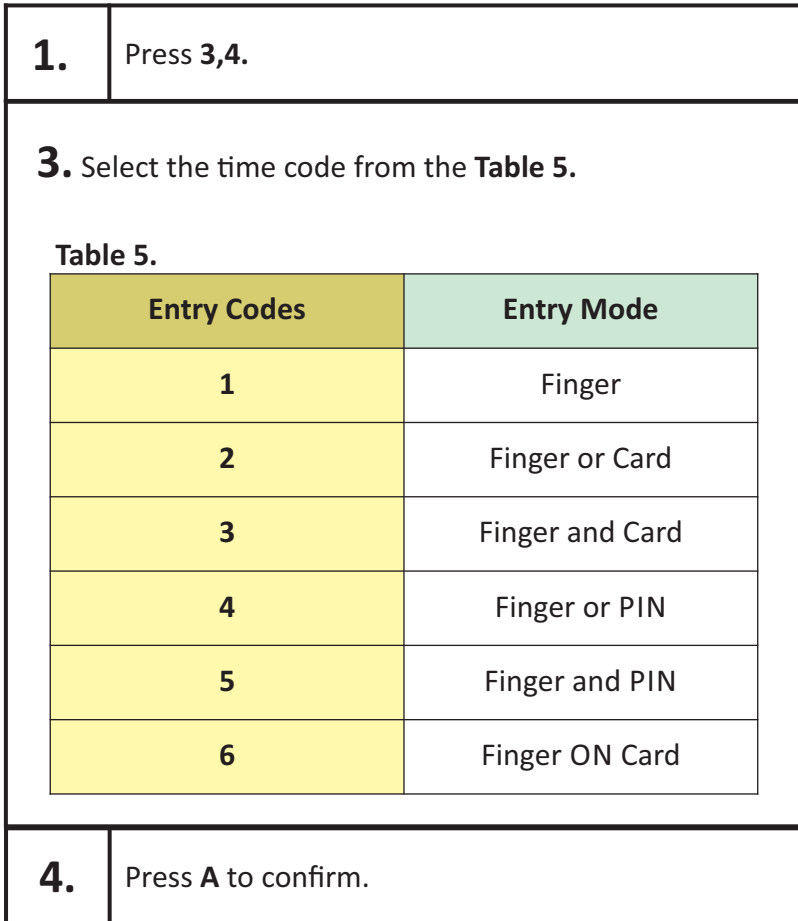 1. Press 3,4.
3. Select the time code from the Table 5.
Table 5.
Entry Codes Entry Mode
1 Finger
2 Finger or Card
3 Finger and Card
4 Finger or PIN
5 Finger and PIN
6 Finger ON Card
4. Press A to confirm.